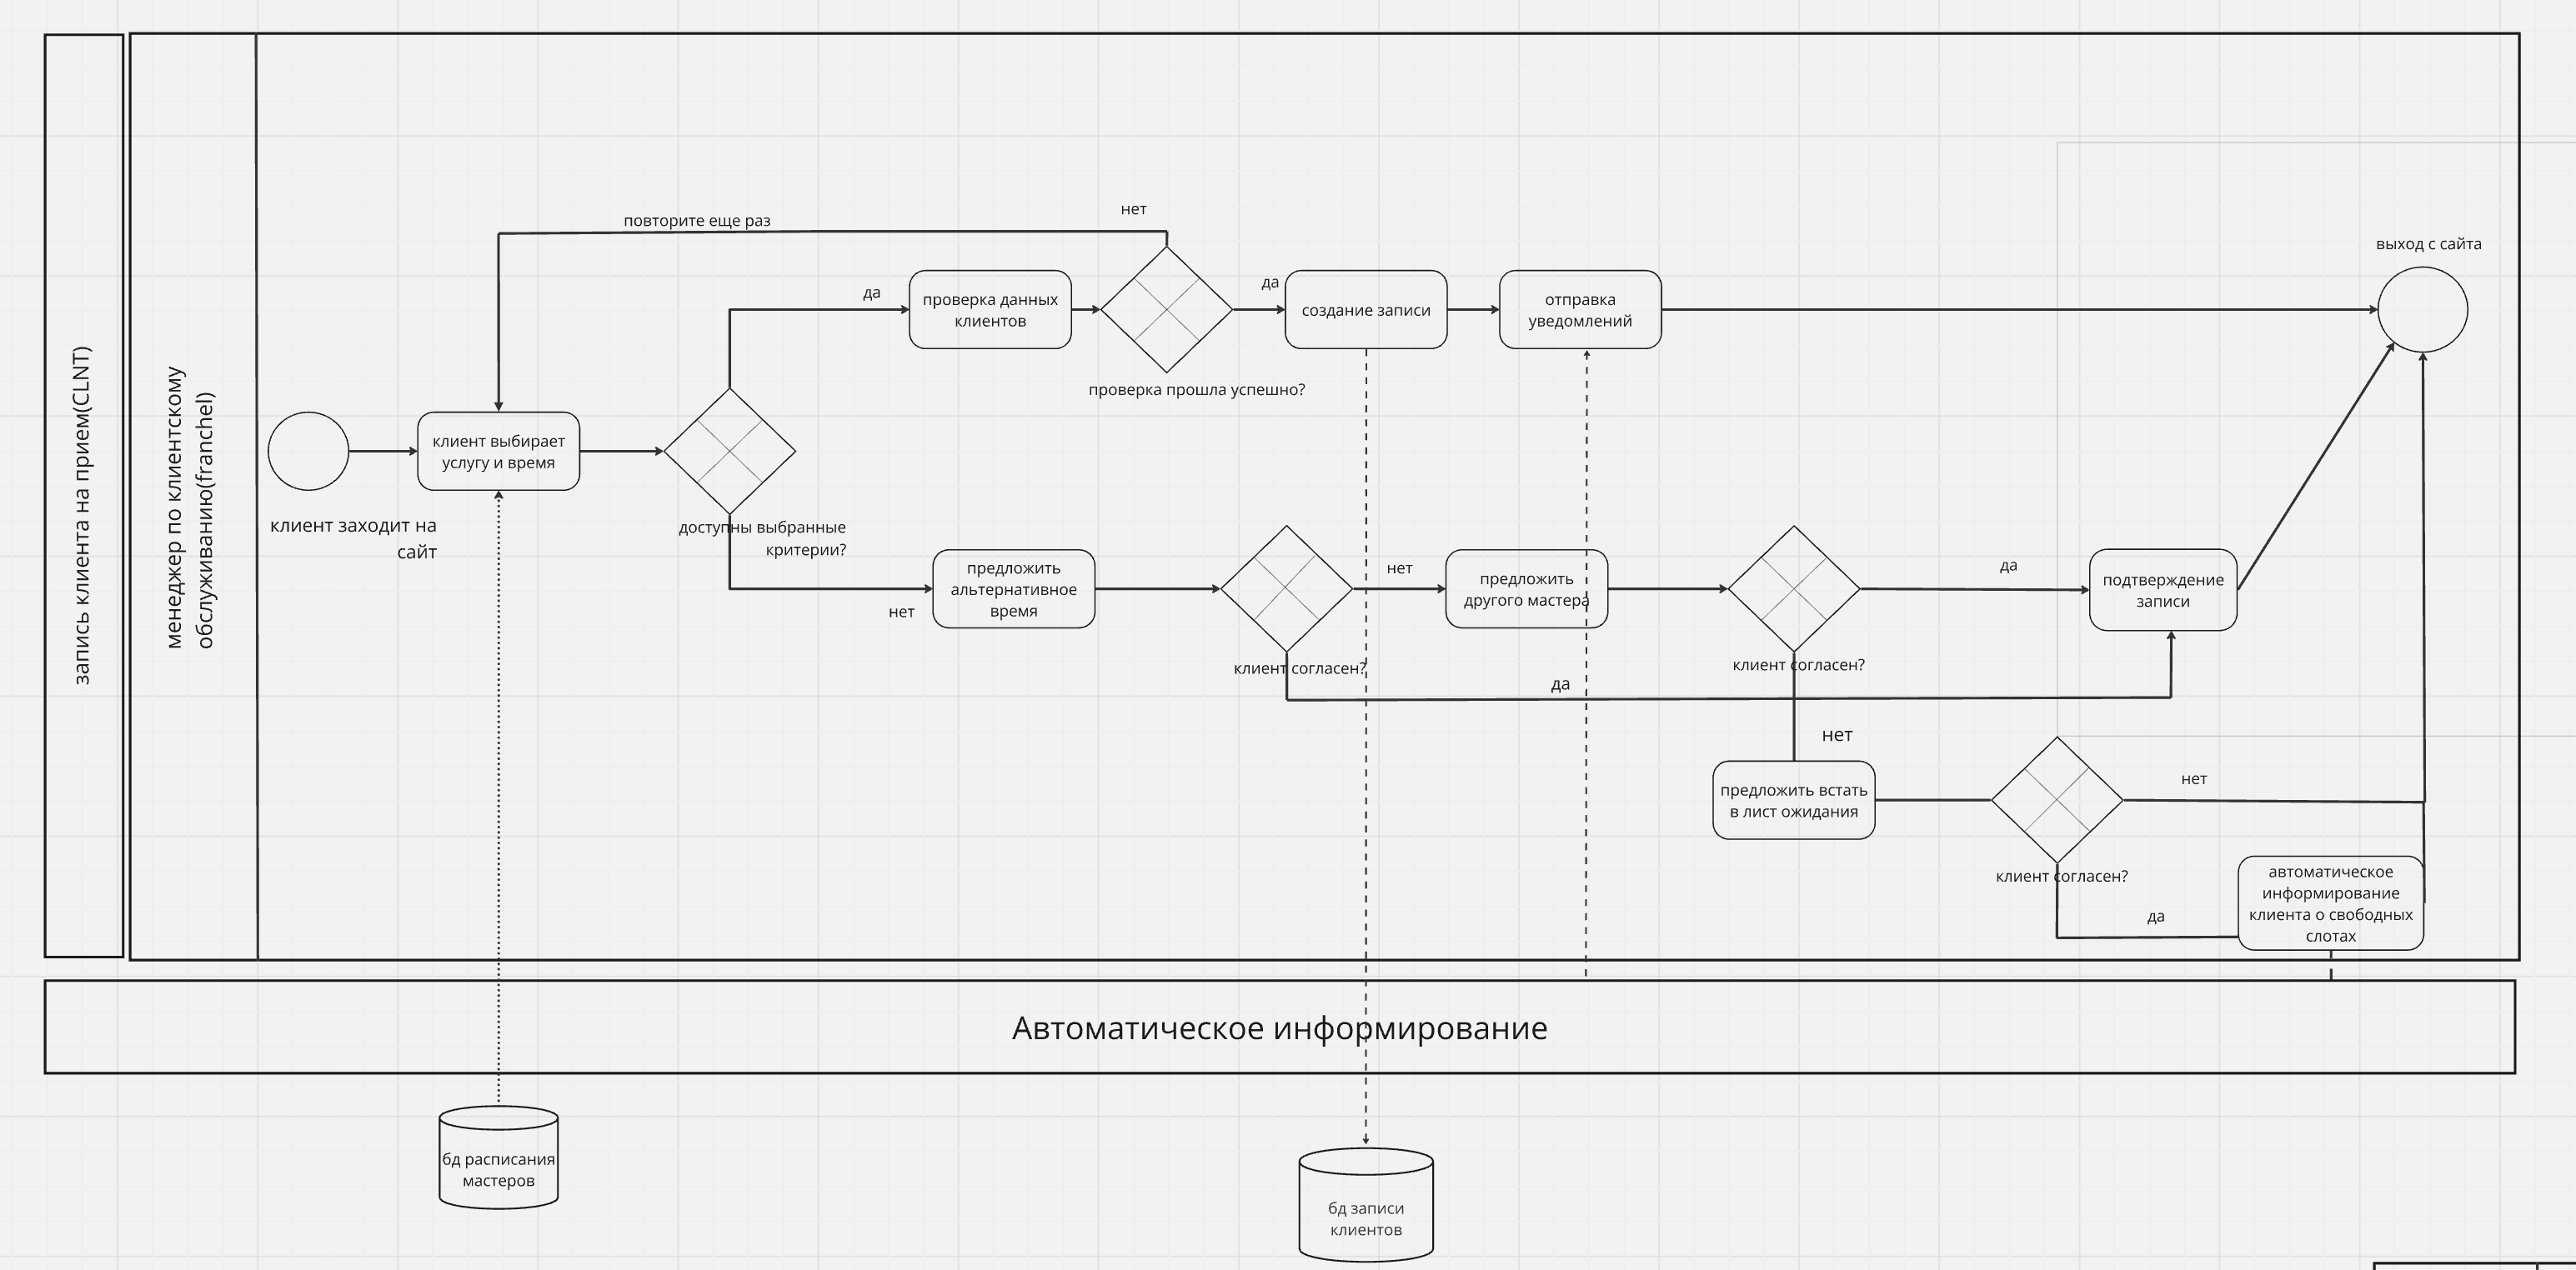 запись клиента на прием(CLNT)
менеджер по клиентскому
обслуживанию(franchel)
повторите еще раз
нет
выход с сайта
да
проверка данных
клиентов
да
создание записи
отправка
уведомлений
проверка прошла успешно?
клиент выбирает
услугу и время
клиент заходит на
сайт
доступны выбранные
критерии?
нет
предложить
альтернативное
время
клиент согласен?
нет
предложить
другого мастера
да
клиент согласен?
да
подтверждение
записи
нет
предложить встать
в лист ожидания
клиент согласен?
нет
да
автоматическое
информирование
клиента о свободных
слотах
Автоматическое информирование
бд расписания
мастеров
бд записи
клиентов